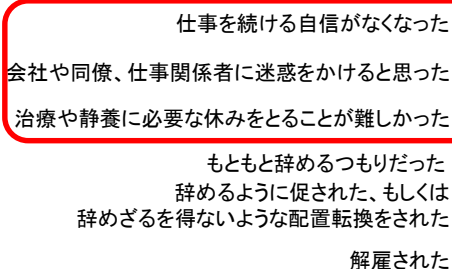 仕事を続ける自信がなくなった
会社や同僚、仕事関係者に迷惑をかけると思った
治療や静養に必要な休みをとることが難しかった
もともと辞めるつもりだった
辞めるように促された、もしくは
辞めざるを得ないような配置転換をされた
解雇された